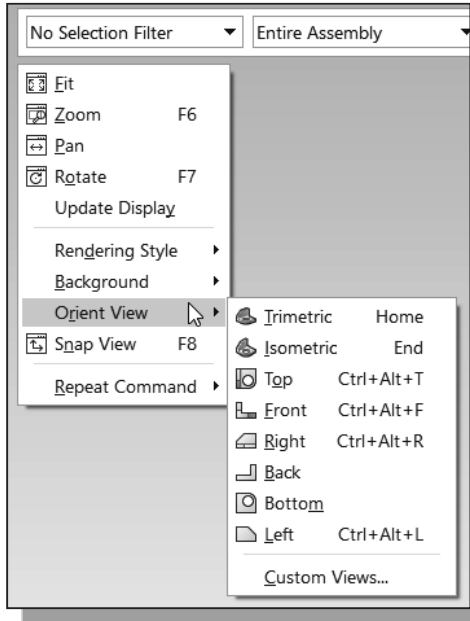 No Selection Filter Entire Assembly
Fit
Zoom F6
Pan
Rotate F7
Update Display
Rendering Style
Background
Orient View
Snap View F8
Repeat Command
Trimetric Home
Isometric End
Top Ctrl+Alt+T
Front Ctrl+Alt+F
Right Ctrl+Alt+R
Back
Bottom
Left Ctrl+Alt+L
Custom Views...